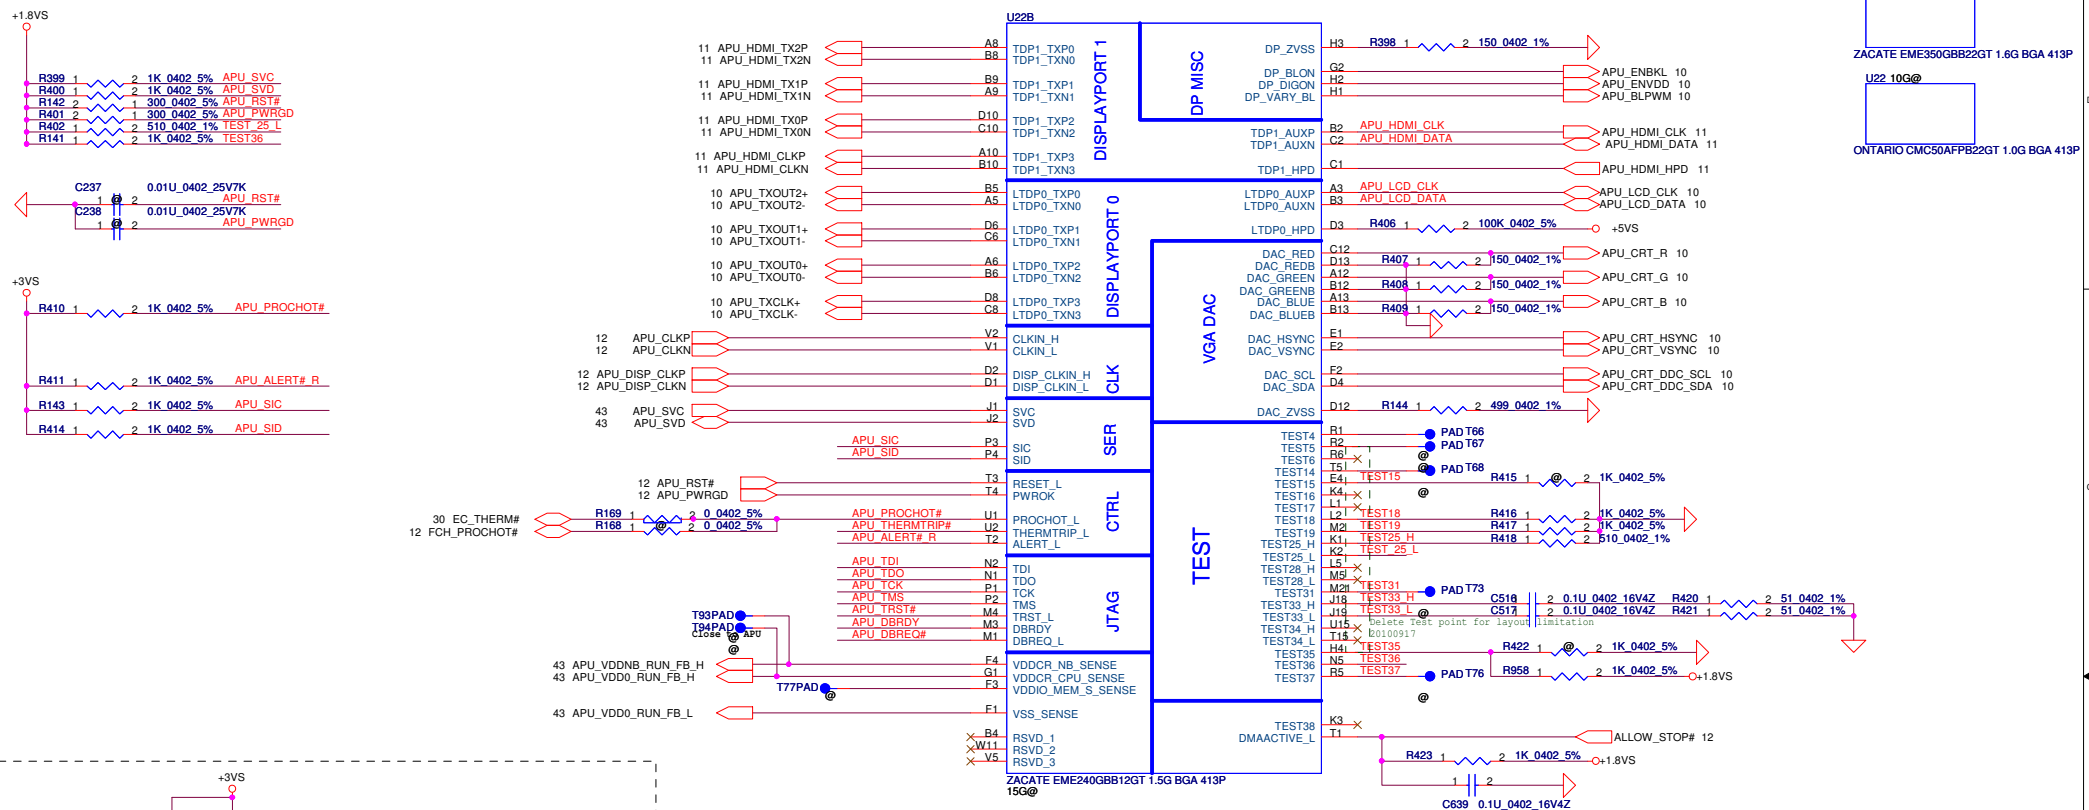 +1.8VS
R399 1 2 1K_0402_5% APU_SVC
R400 1 2 1K_0402_5% APU_SVD
R142 2 1 300_0402_5% APU_RST#
R401 2 1 300_0402_5% APU_PWRGD
R402 1 2 510_0402_1% TEST_25_L
R141 1 2 1K_0402_5% TEST36
C237 0.01U_0402_25V7K
1 @ 2 APU_RST#
C238 0.01U_0402_25V7K
1 @ 2 APU_PWRGD
+3VS
R410 1 2 1K_0402_5% APU_PROCHOT#
R411 1 2 1K_0402_5% APU_ALERT#_R
R143 1 2 1K_0402_5% APU_SIC
R414 1 2 1K_0402_5% APU_SID
+3VS
U22B
11 APU_HDMI_TX2P A8 TDP1_TXP0
11 APU_HDMI_TX2N B8 TDP1_TXN0
11 APU_HDMI_TX1P B9 TDP1_TXP1
11 APU_HDMI_TX1N A9 TDP1_TXN1
11 APU_HDMI_TX0P D10 TDP1_TXP2
11 APU_HDMI_TX0N C10 TDP1_TXN2
11 APU_HDMI_CLKP A10 TDP1_TXP3
11 APU_HDMI_CLKN B10 TDP1_TXN3
DISPLAYPORT 1
10 APU_TXOUT2+ B5 LTDP0_TXP0
10 APU_TXOUT2- A5 LTDP0_TXN0
10 APU_TXOUT1+ D6 LTDP0_TXP1
10 APU_TXOUT1- C6 LTDP0_TXN1
10 APU_TXOUT0+ A6 LTDP0_TXP2
10 APU_TXOUT0- B6 LTDP0_TXN2
10 APU_TXCLK+ D8 LTDP0_TXP3
10 APU_TXCLK- C8 LTDP0_TXN3
DISPLAYPORT 0
12 APU_CLKP V2 CLKIN_H
12 APU_CLKN V1 CLKIN_L
12 APU_DISP_CLKP D2 DISP_CLKIN_H
12 APU_DISP_CLKN D1 DISP_CLKIN_L
CLK
43 APU_SVC J1 SVC
43 APU_SVD J2 SVD
APU_SIC P3 SIC
APU_SID P4 SID
SER
12 APU_RST# T3 RESET_L
12 APU_PWRGD T4 PWROK
30 EC_THERM# R169 1 2 0_0402_5% APU_PROCHOT# U1 PROCHOT_L
12 FCH_PROCHOT# R168 1 @ 2 0_0402_5% APU_THERMTRIP# U2 THERMTRIP_L
APU_ALERT#_R T2 ALERT_L
CTRL
APU_TDI N2 TDI
APU_TDO N1 TDO
APU_TCK P1 TCK
APU_TMS P2 TMS
APU_TRST# M4 TRST_L
APU_DBRDY M3 DBRDY
APU_DBREQ# M1 DBREQ_L
JTAG
T93PAD
T94PAD
Close to APU
@
@
43 APU_VDDNB_RUN_FB_H F4 VDDCR_NB_SENSE
43 APU_VDD0_RUN_FB_H G1 VDDCR_CPU_SENSE
T77PAD @ F3 VDDIO_MEM_S_SENSE
43 APU_VDD0_RUN_FB_L F1 VSS_SENSE
B4 RSVD_1
W11 RSVD_2
V5 RSVD_3
ZACATE EME240GBB12GT 1.5G BGA 413P
15G@
DP MISC
DP_ZVSS H3 R398 1 2 150_0402_1%
DP_BLON G2 APU_ENBKL 10
DP_DIGON H2 APU_ENVDD 10
DP_VARY_BL H1 APU_BLPWM 10
TDP1_AUXP B2 APU_HDMI_CLK APU_HDMI_CLK 11
TDP1_AUXN C2 APU_HDMI_DATA APU_HDMI_DATA 11
TDP1_HPD C1 APU_HDMI_HPD 11
LTDP0_AUXP A3 APU_LCD_CLK APU_LCD_CLK 10
LTDP0_AUXN B3 APU_LCD_DATA APU_LCD_DATA 10
LTDP0_HPD D3 R406 1 2 100K_0402_5% +5VS
VGA DAC
DAC_RED C12 APU_CRT_R 10
DAC_REDB D13 R407 1 2 150_0402_1%
DAC_GREEN A12 APU_CRT_G 10
DAC_GREENB B12 R408 1 2 150_0402_1%
DAC_BLUE A13 APU_CRT_B 10
DAC_BLUEB B13 R409 1 2 150_0402_1%
DAC_HSYNC E1 APU_CRT_HSYNC 10
DAC_VSYNC E2 APU_CRT_VSYNC 10
DAC_SCL F2 APU_CRT_DDC_SCL 10
DAC_SDA D4 APU_CRT_DDC_SDA 10
DAC_ZVSS D12 R144 1 2 499_0402_1%
TEST
TEST4 R1 PAD T66
TEST5 R2 PAD T67
TEST6 R6 @
TEST14 T5 @ PAD T68
TEST15 E4 TEST15 R415 1 @ 2 1K_0402_5%
TEST16 K4 @
TEST17 L1
TEST18 L2 TEST18 R416 1 2 1K_0402_5%
TEST19 M2 TEST19 R417 1 2 1K_0402_5%
TEST25_H K1 TEST25_H R418 1 2 510_0402_1%
TEST25_L K2 TEST_25_L
TEST28_H L5
TEST28_L M5
TEST31 M21 TEST31 PAD T73
TEST33_H J18 TEST33_H C516 1 2 0.1U_0402_16V4Z R420 1 2 51_0402_1%
TEST33_L J19 TEST33_L @ C517 1 2 0.1U_0402_16V4Z R421 1 2 51_0402_1%
TEST34_H U15 Delete Test point for layout limitation
TEST34_L T15 20100917
TEST35 H4 TEST35 R422 1 @ 2 1K_0402_5%
TEST36 N5 TEST36
TEST37 R5 TEST37 PAD T76 R958 1 2 1K_0402_5% +1.8VS
@
TEST38 K3
DMAACTIVE_L T1 ALLOW_STOP# 12
R423 1 2 1K_0402_5% +1.8VS
1 2
C639 0.1U_0402_16V4Z
ZACATE EME350GBB22GT 1.6G BGA 413P
U22 10G@
ONTARIO CMC50AFPB22GT 1.0G BGA 413P